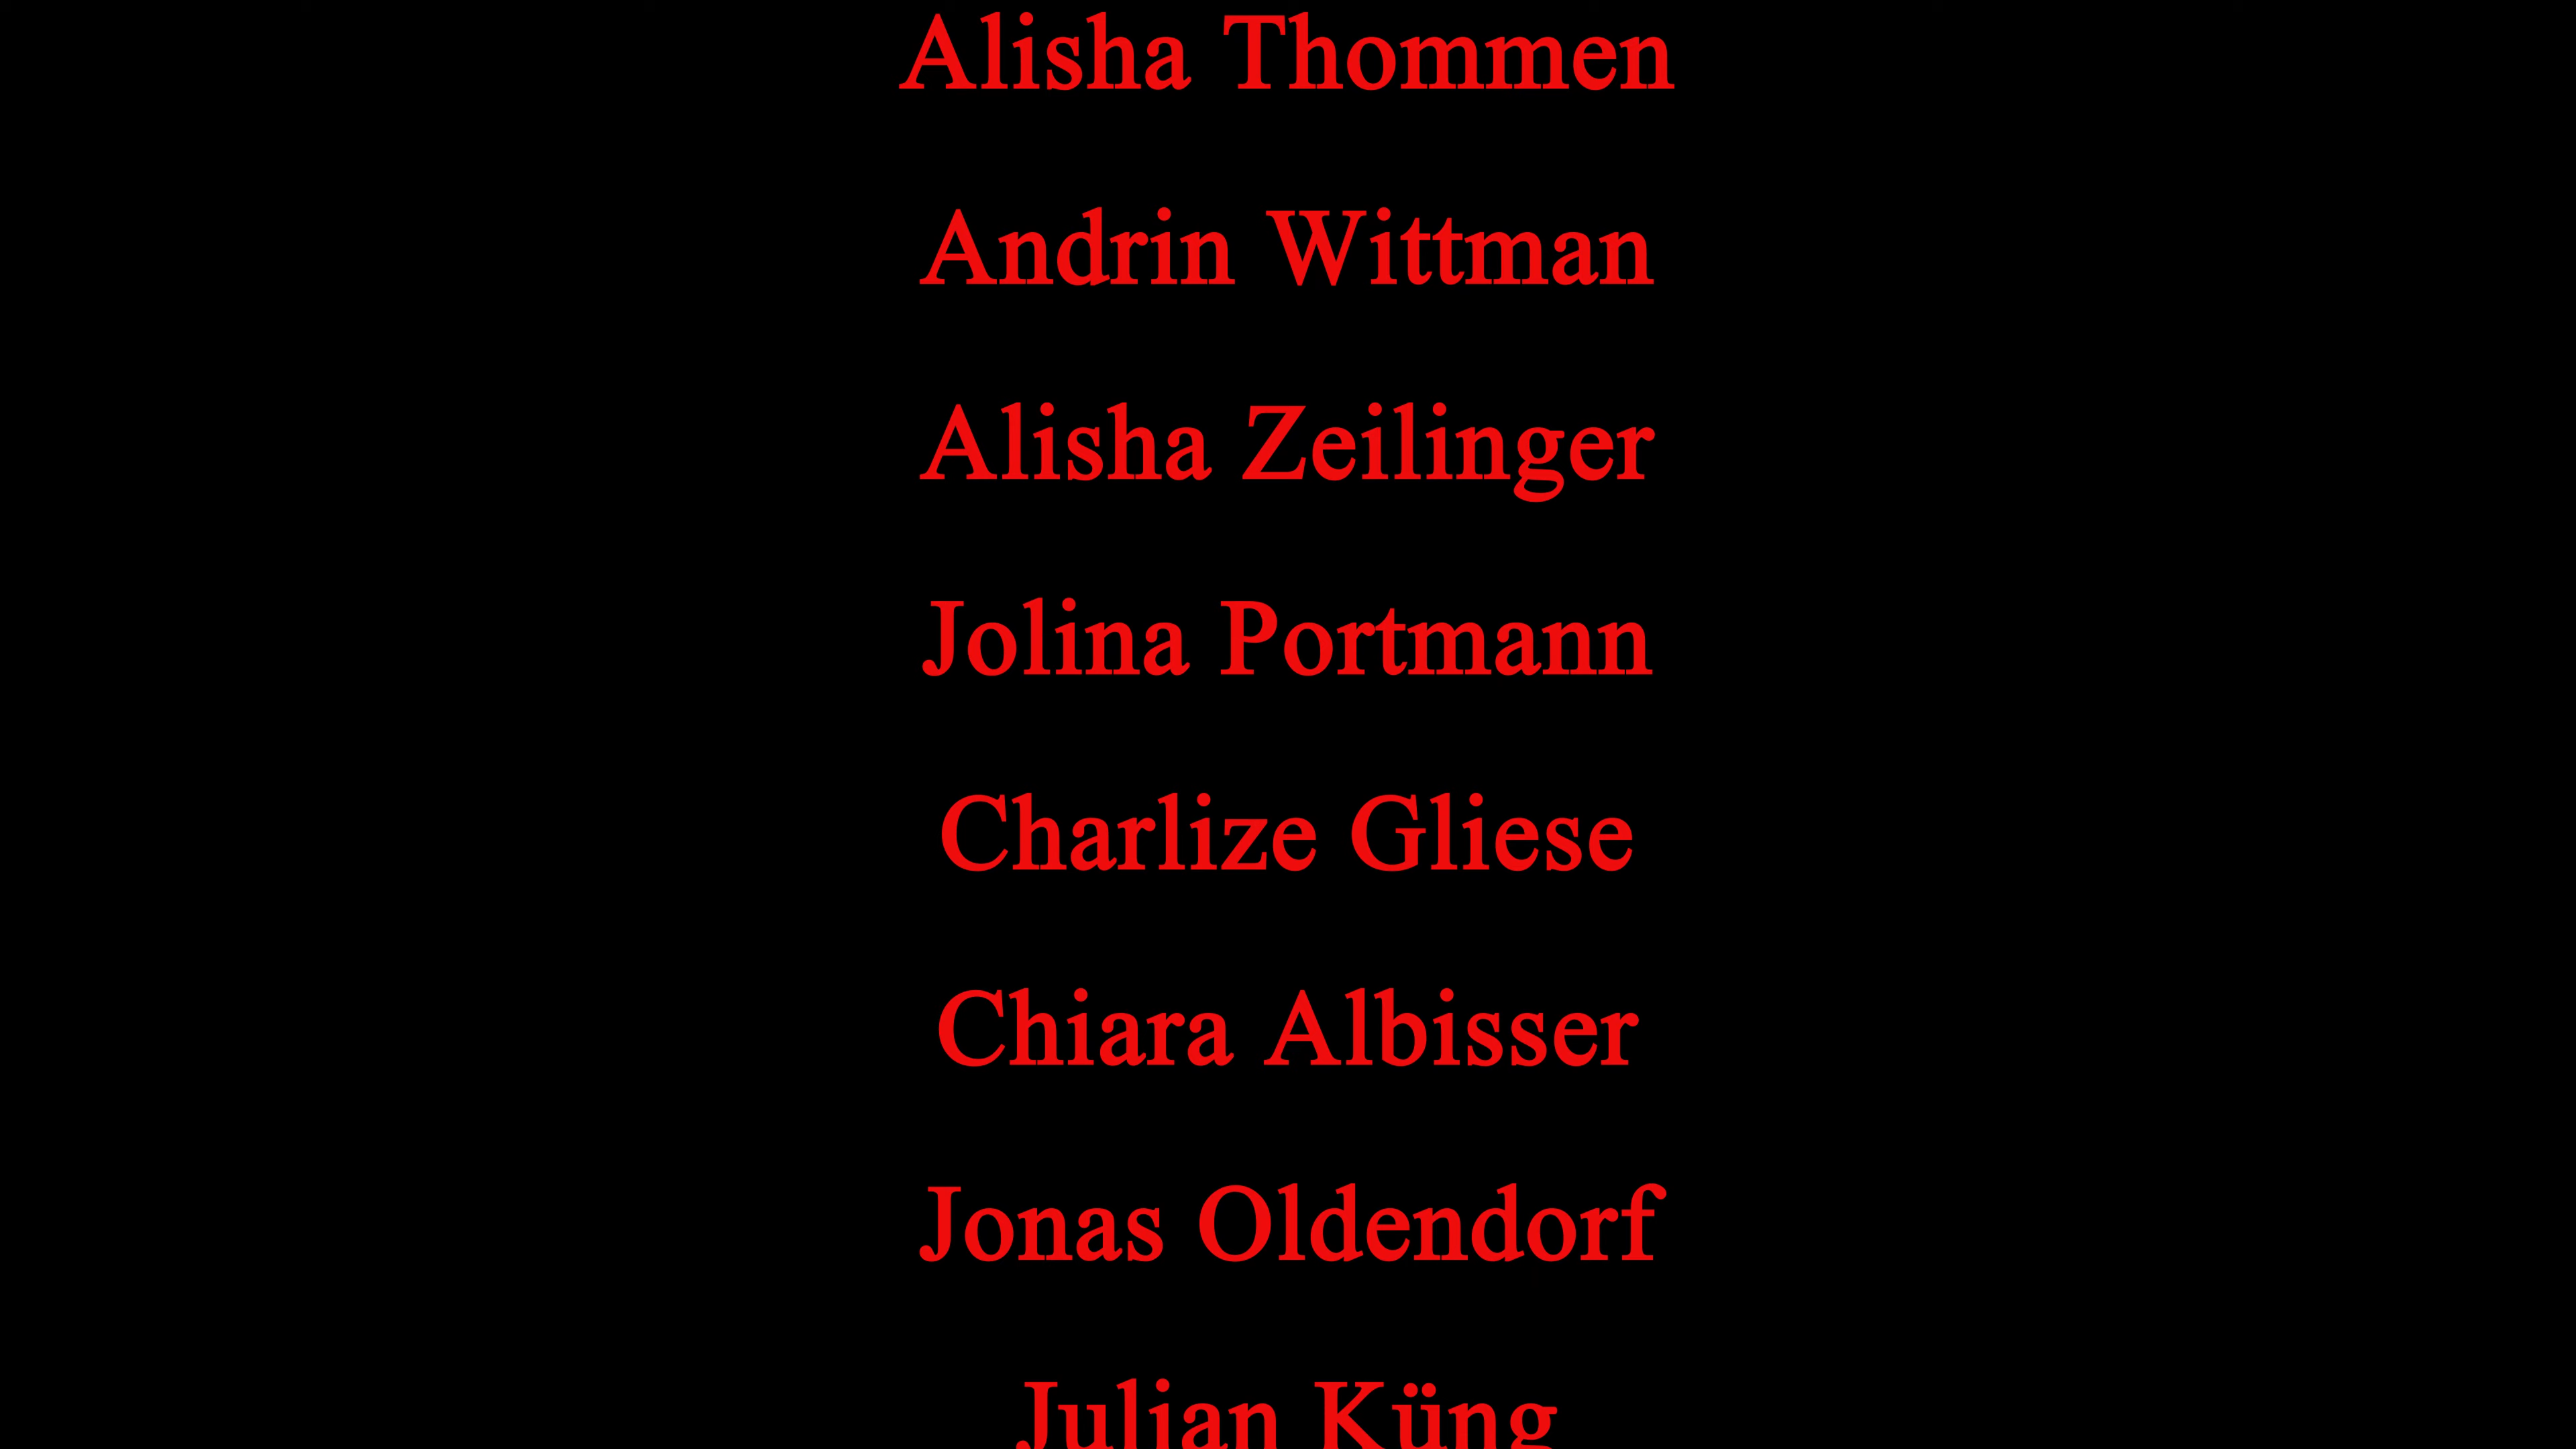 Alisha Thommen
Andrin Wittman
Alisha Zeilinger
Jolina Portmann
Charlize Gliese
Chiara Albisser
Jonas Oldendorf
Julian Küng